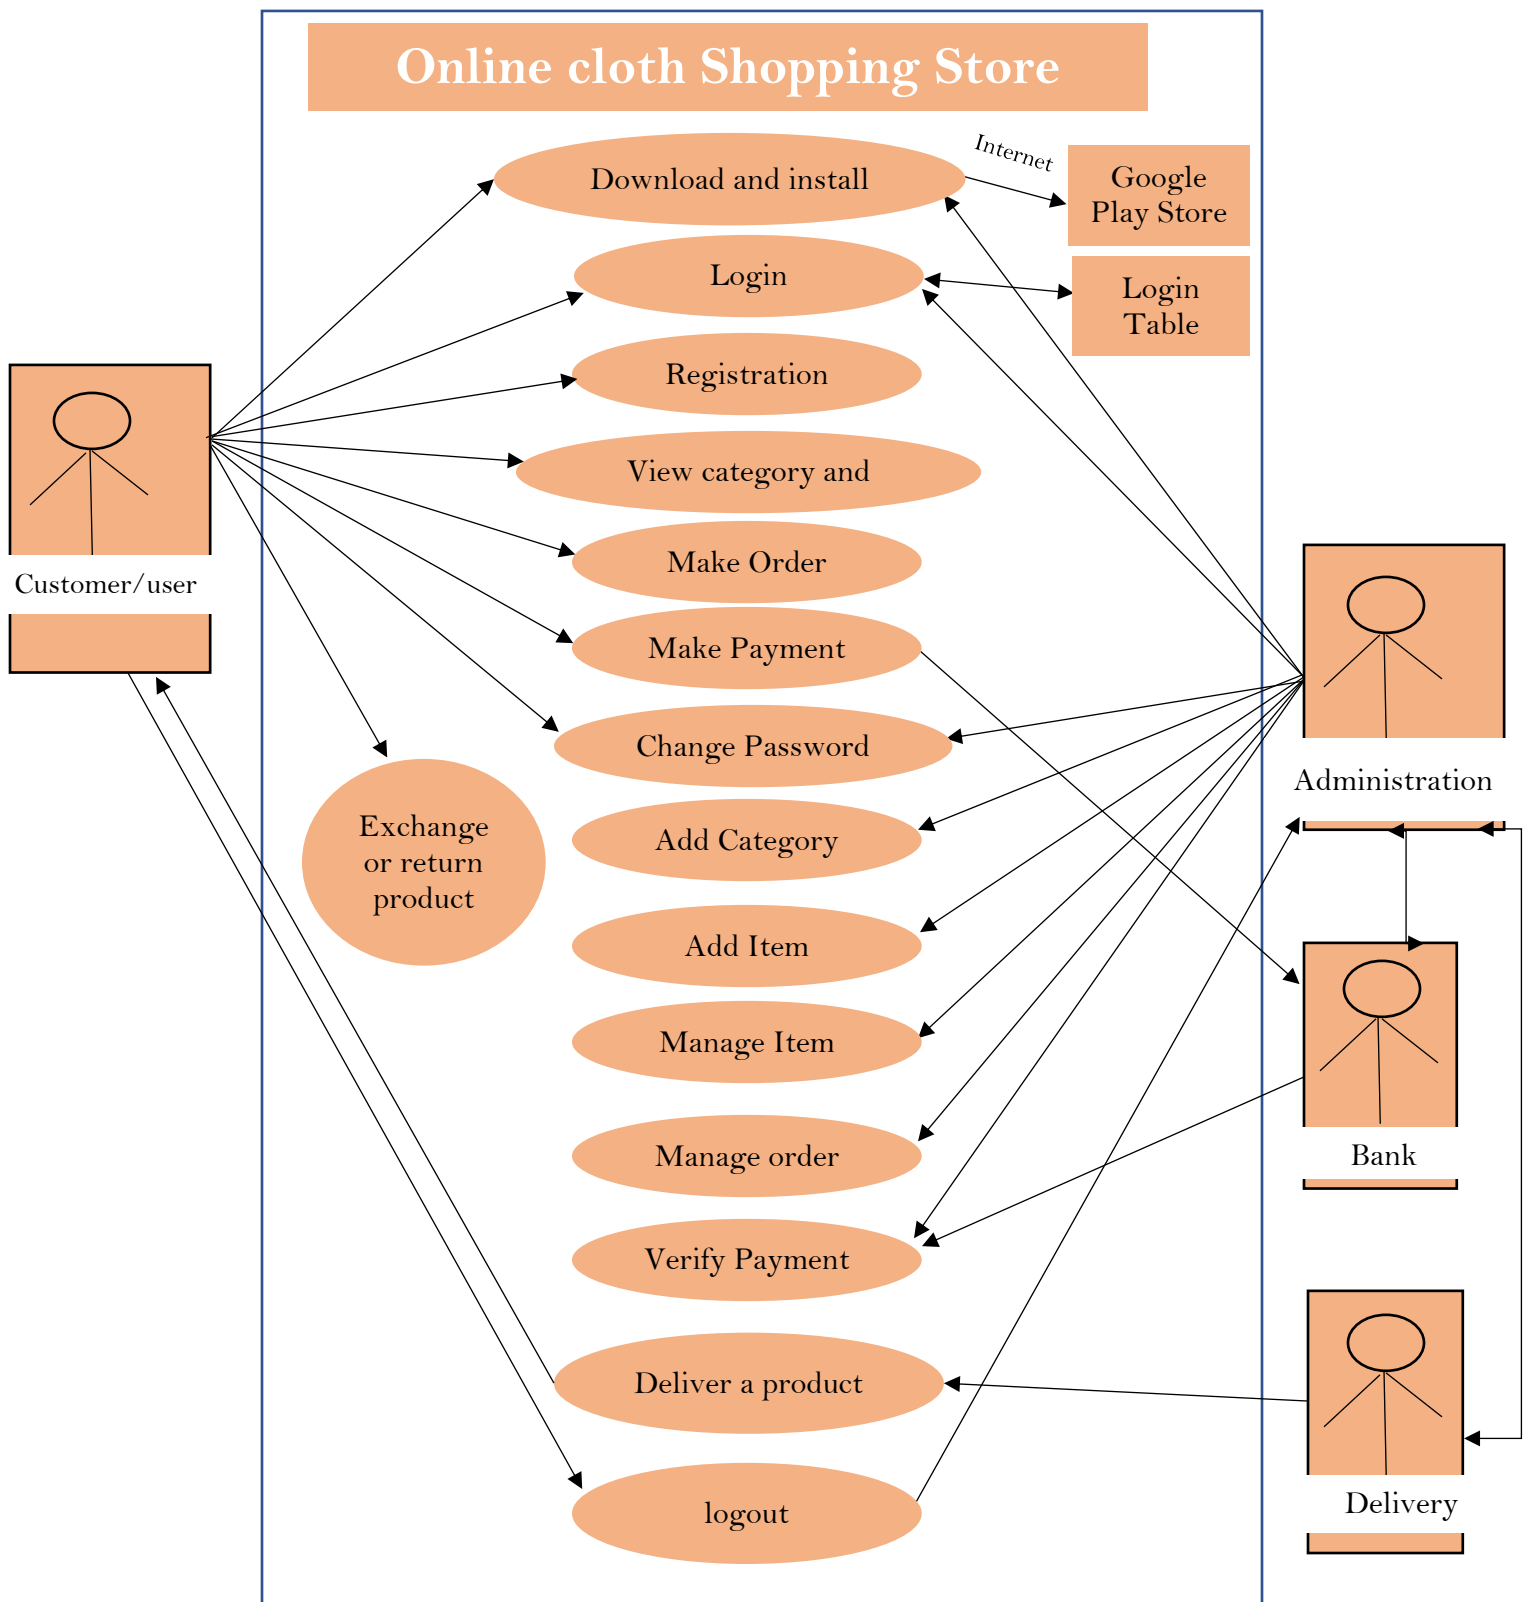 Online cloth Shopping Store
Internet
Download and install
Google
Play Store
Login
Login
Table
Registration
View category and
Make Order
Customer/user
Make Payment
Change Password
Administration
Exchange
or return
product
Add Category
Add Item
Manage Item
Manage order
Bank
Verify Payment
Deliver a product
logout
Delivery